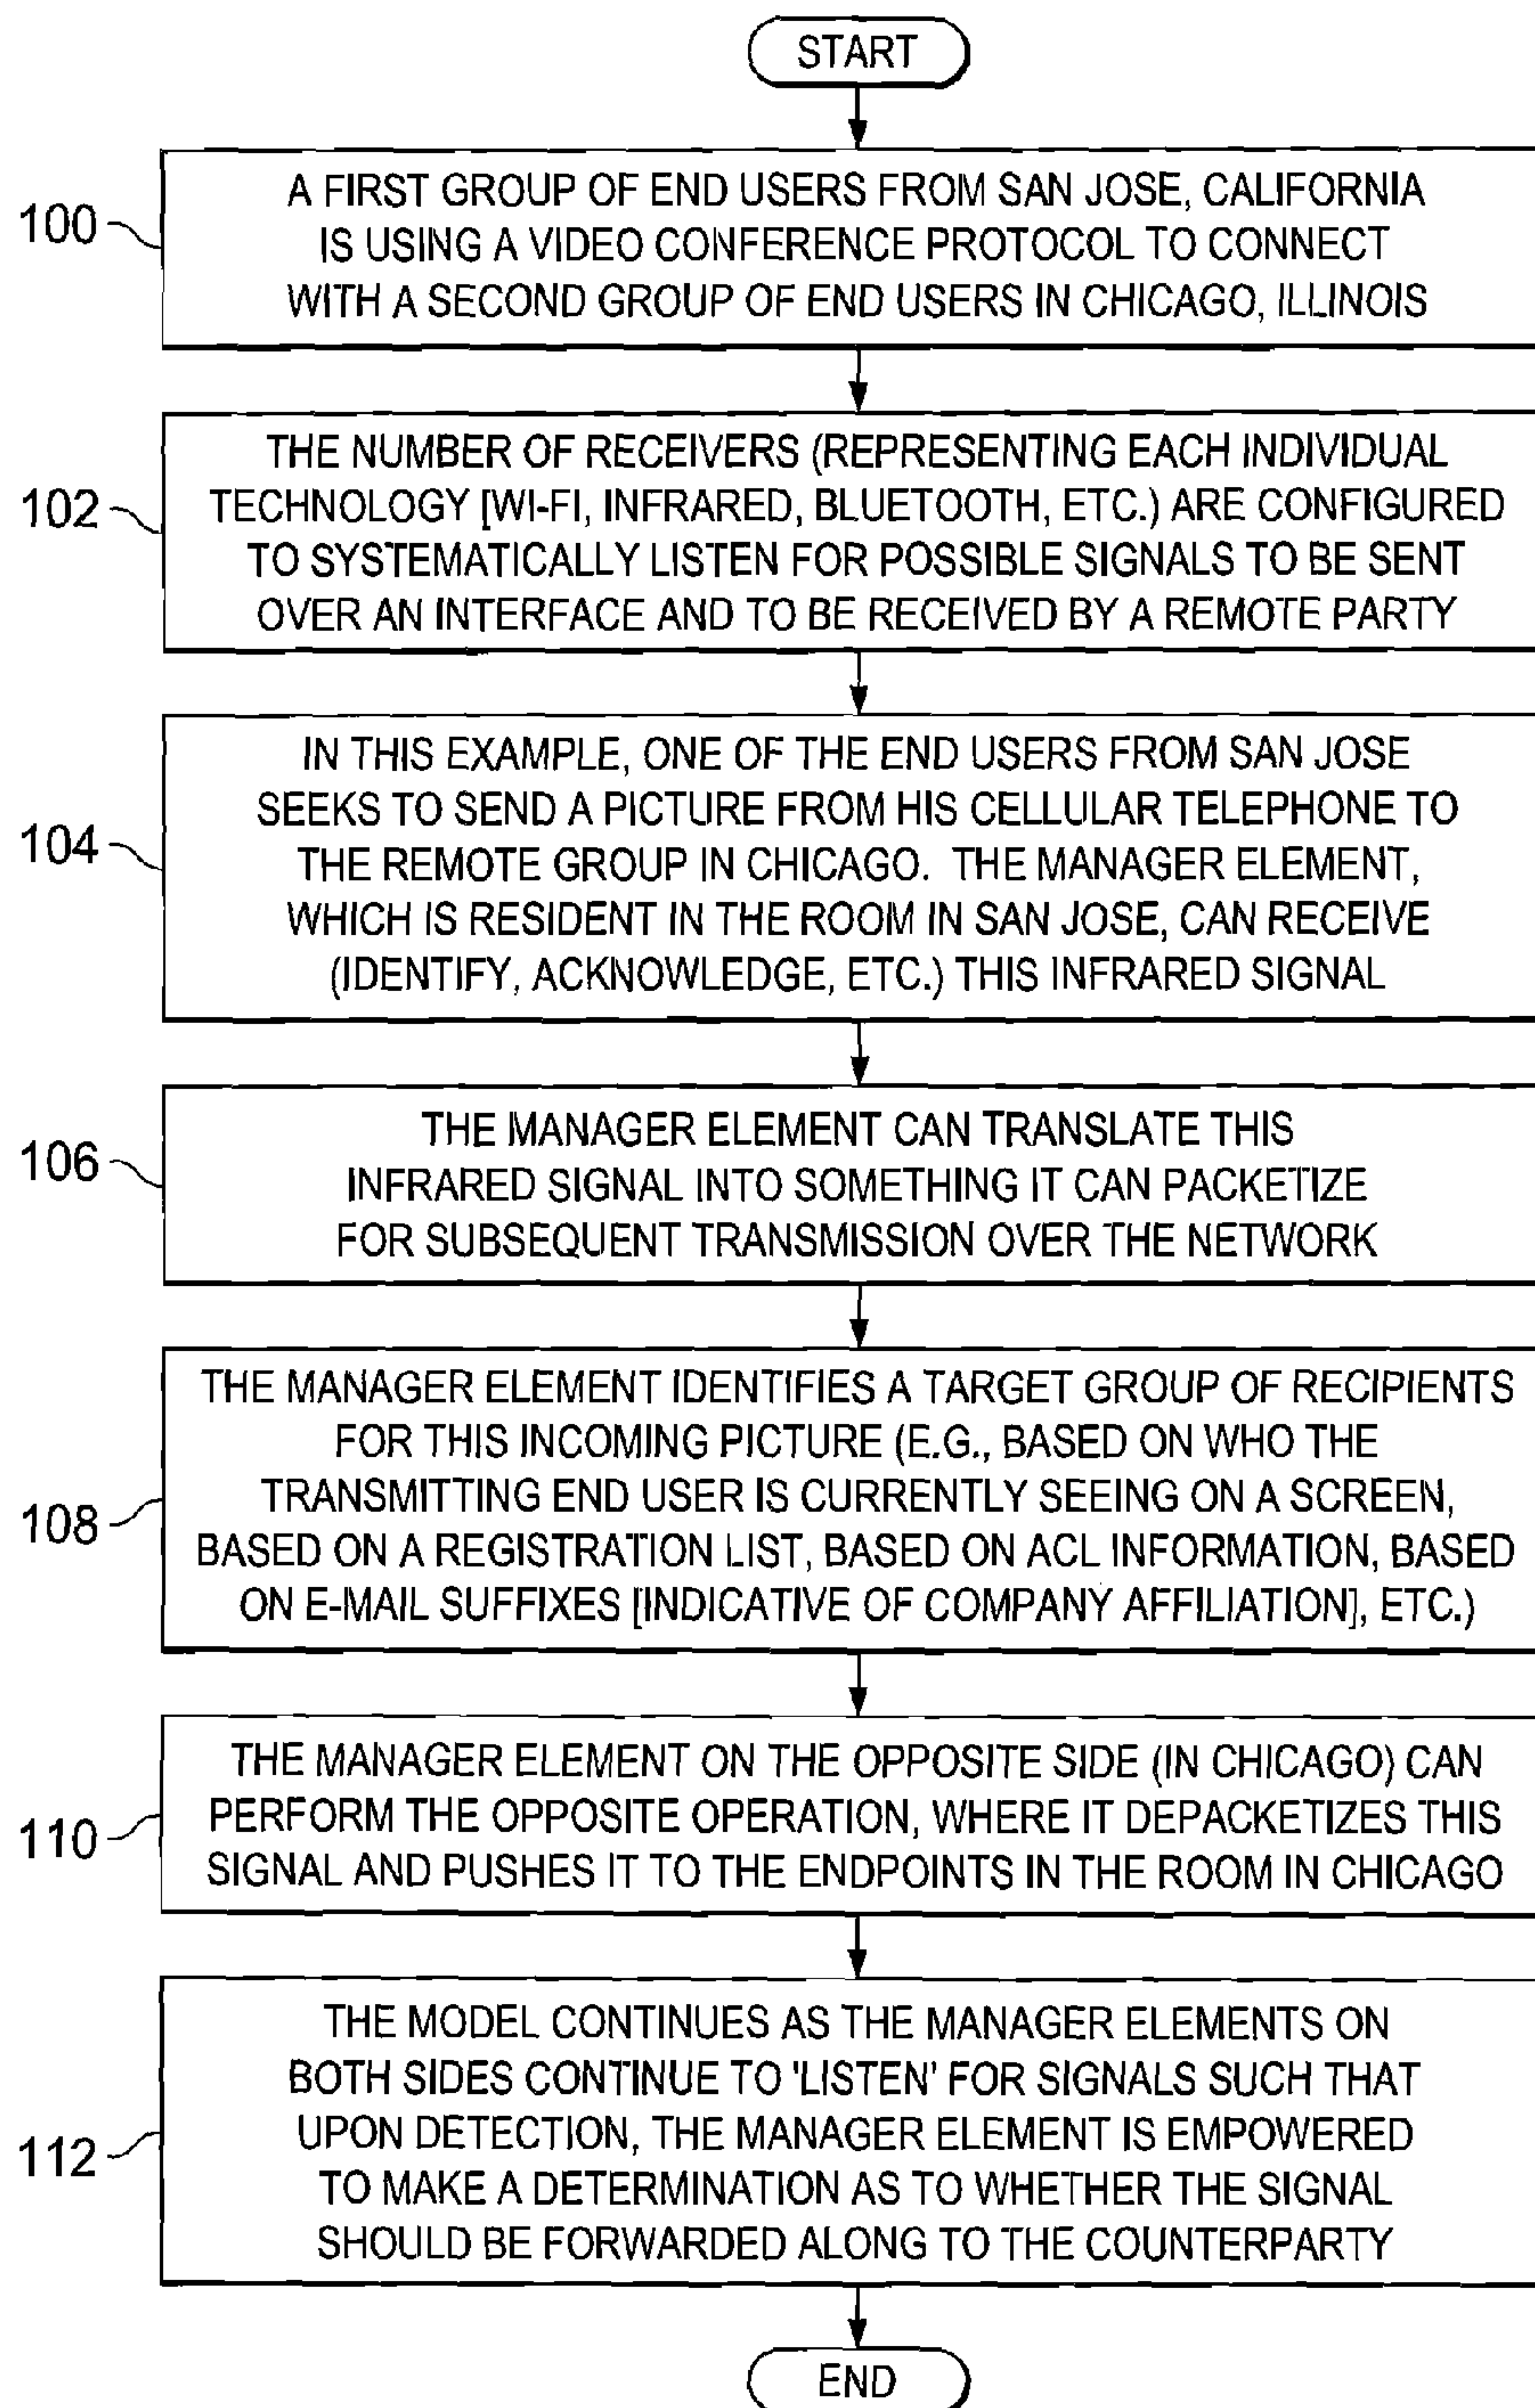 START
100
A FIRST GROUP OF END USERS FROM SAN JOSE, CALIFORNIA
IS USING A VIDEO CONFERENCE PROTOCOL TO CONNECT
WITH A SECOND GROUP OF END USERS IN CHICAGO, ILLINOIS
102
THE NUMBER OF RECEIVERS (REPRESENTING EACH INDIVIDUAL
TECHNOLOGY [WI-FI, INFRARED, BLUETOOTH, ETC.) ARE CONFIGURED
TO SYSTEMATICALLY LISTEN FOR POSSIBLE SIGNALS TO BE SENT
OVER AN INTERFACE AND TO BE RECEIVED BY A REMOTE PARTY
104
IN THIS EXAMPLE, ONE OF THE END USERS FROM SAN JOSE
SEEKS TO SEND A PICTURE FROM HIS CELLULAR TELEPHONE TO
THE REMOTE GROUP IN CHICAGO. THE MANAGER ELEMENT,
WHICH IS RESIDENT IN THE ROOM IN SAN JOSE, CAN RECEIVE
(IDENTIFY, ACKNOWLEDGE, ETC.) THIS INFRARED SIGNAL
106
THE MANAGER ELEMENT CAN TRANSLATE THIS
INFRARED SIGNAL INTO SOMETHING IT CAN PACKETIZE
FOR SUBSEQUENT TRANSMISSION OVER THE NETWORK
108
THE MANAGER ELEMENT IDENTIFIES A TARGET GROUP OF RECIPIENTS
FOR THIS INCOMING PICTURE (E.G., BASED ON WHO THE
TRANSMITTING END USER IS CURRENTLY SEEING ON A SCREEN,
BASED ON A REGISTRATION LIST, BASED ON ACL INFORMATION, BASED
ON E-MAIL SUFFIXES [INDICATIVE OF COMPANY AFFILIATION], ETC.)
110
THE MANAGER ELEMENT ON THE OPPOSITE SIDE (IN CHICAGO) CAN
PERFORM THE OPPOSITE OPERATION, WHERE IT DEPACKETIZES THIS
SIGNAL AND PUSHES IT TO THE ENDPOINTS IN THE ROOM IN CHICAGO
112
THE MODEL CONTINUES AS THE MANAGER ELEMENTS ON
BOTH SIDES CONTINUE TO 'LISTEN' FOR SIGNALS SUCH THAT
UPON DETECTION, THE MANAGER ELEMENT IS EMPOWERED
TO MAKE A DETERMINATION AS TO WHETHER THE SIGNAL
SHOULD BE FORWARDED ALONG TO THE COUNTERPARTY
END